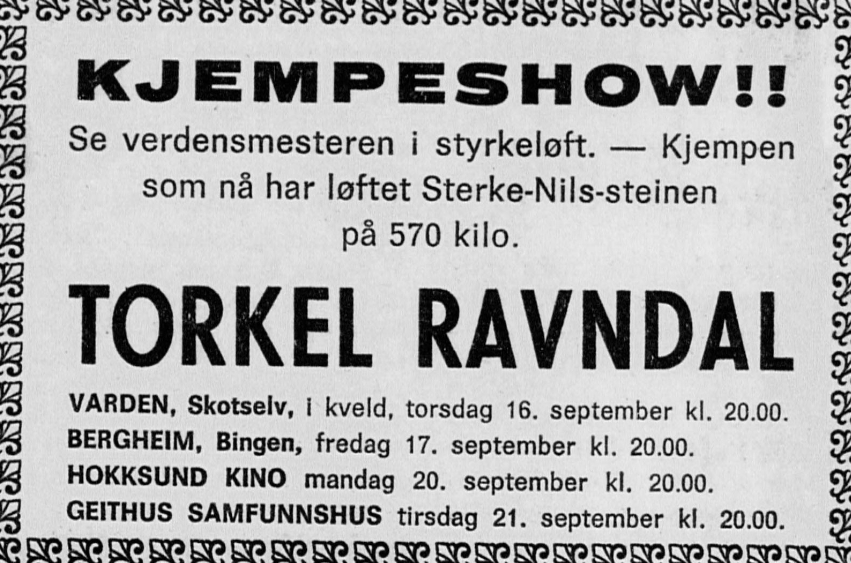 KJEMPESHOW!!
Se verdensmesteren i styrkeløft. — Kjempen
som nå har løftet Sterke-Nils-steinen
på 570 kilo.
TORKEL RAVNDAL
VARDEN, Skotselv, i kveld, torsdag 16. september kl. 20.00.
BERGHEIM, Bingen, fredag 17. september kl. 20.00.
HOKKSUND KINO mandag 20. september kl. 20.00.
GEITHUS SAMFUNNSHUS tirsdag 21. september kl. 20.00.